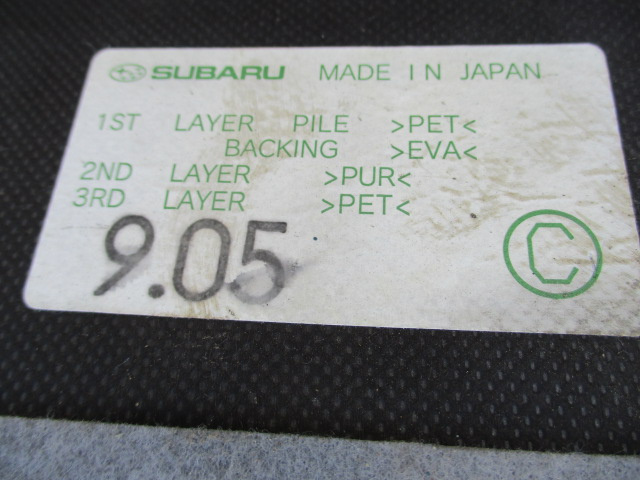 SUBARU MADE IN JAPAN
1ST LAYER PILE >PET<
BACKING >EVA<
2ND LAYER >PUR<
3RD LAYER >PET<
9.05
C